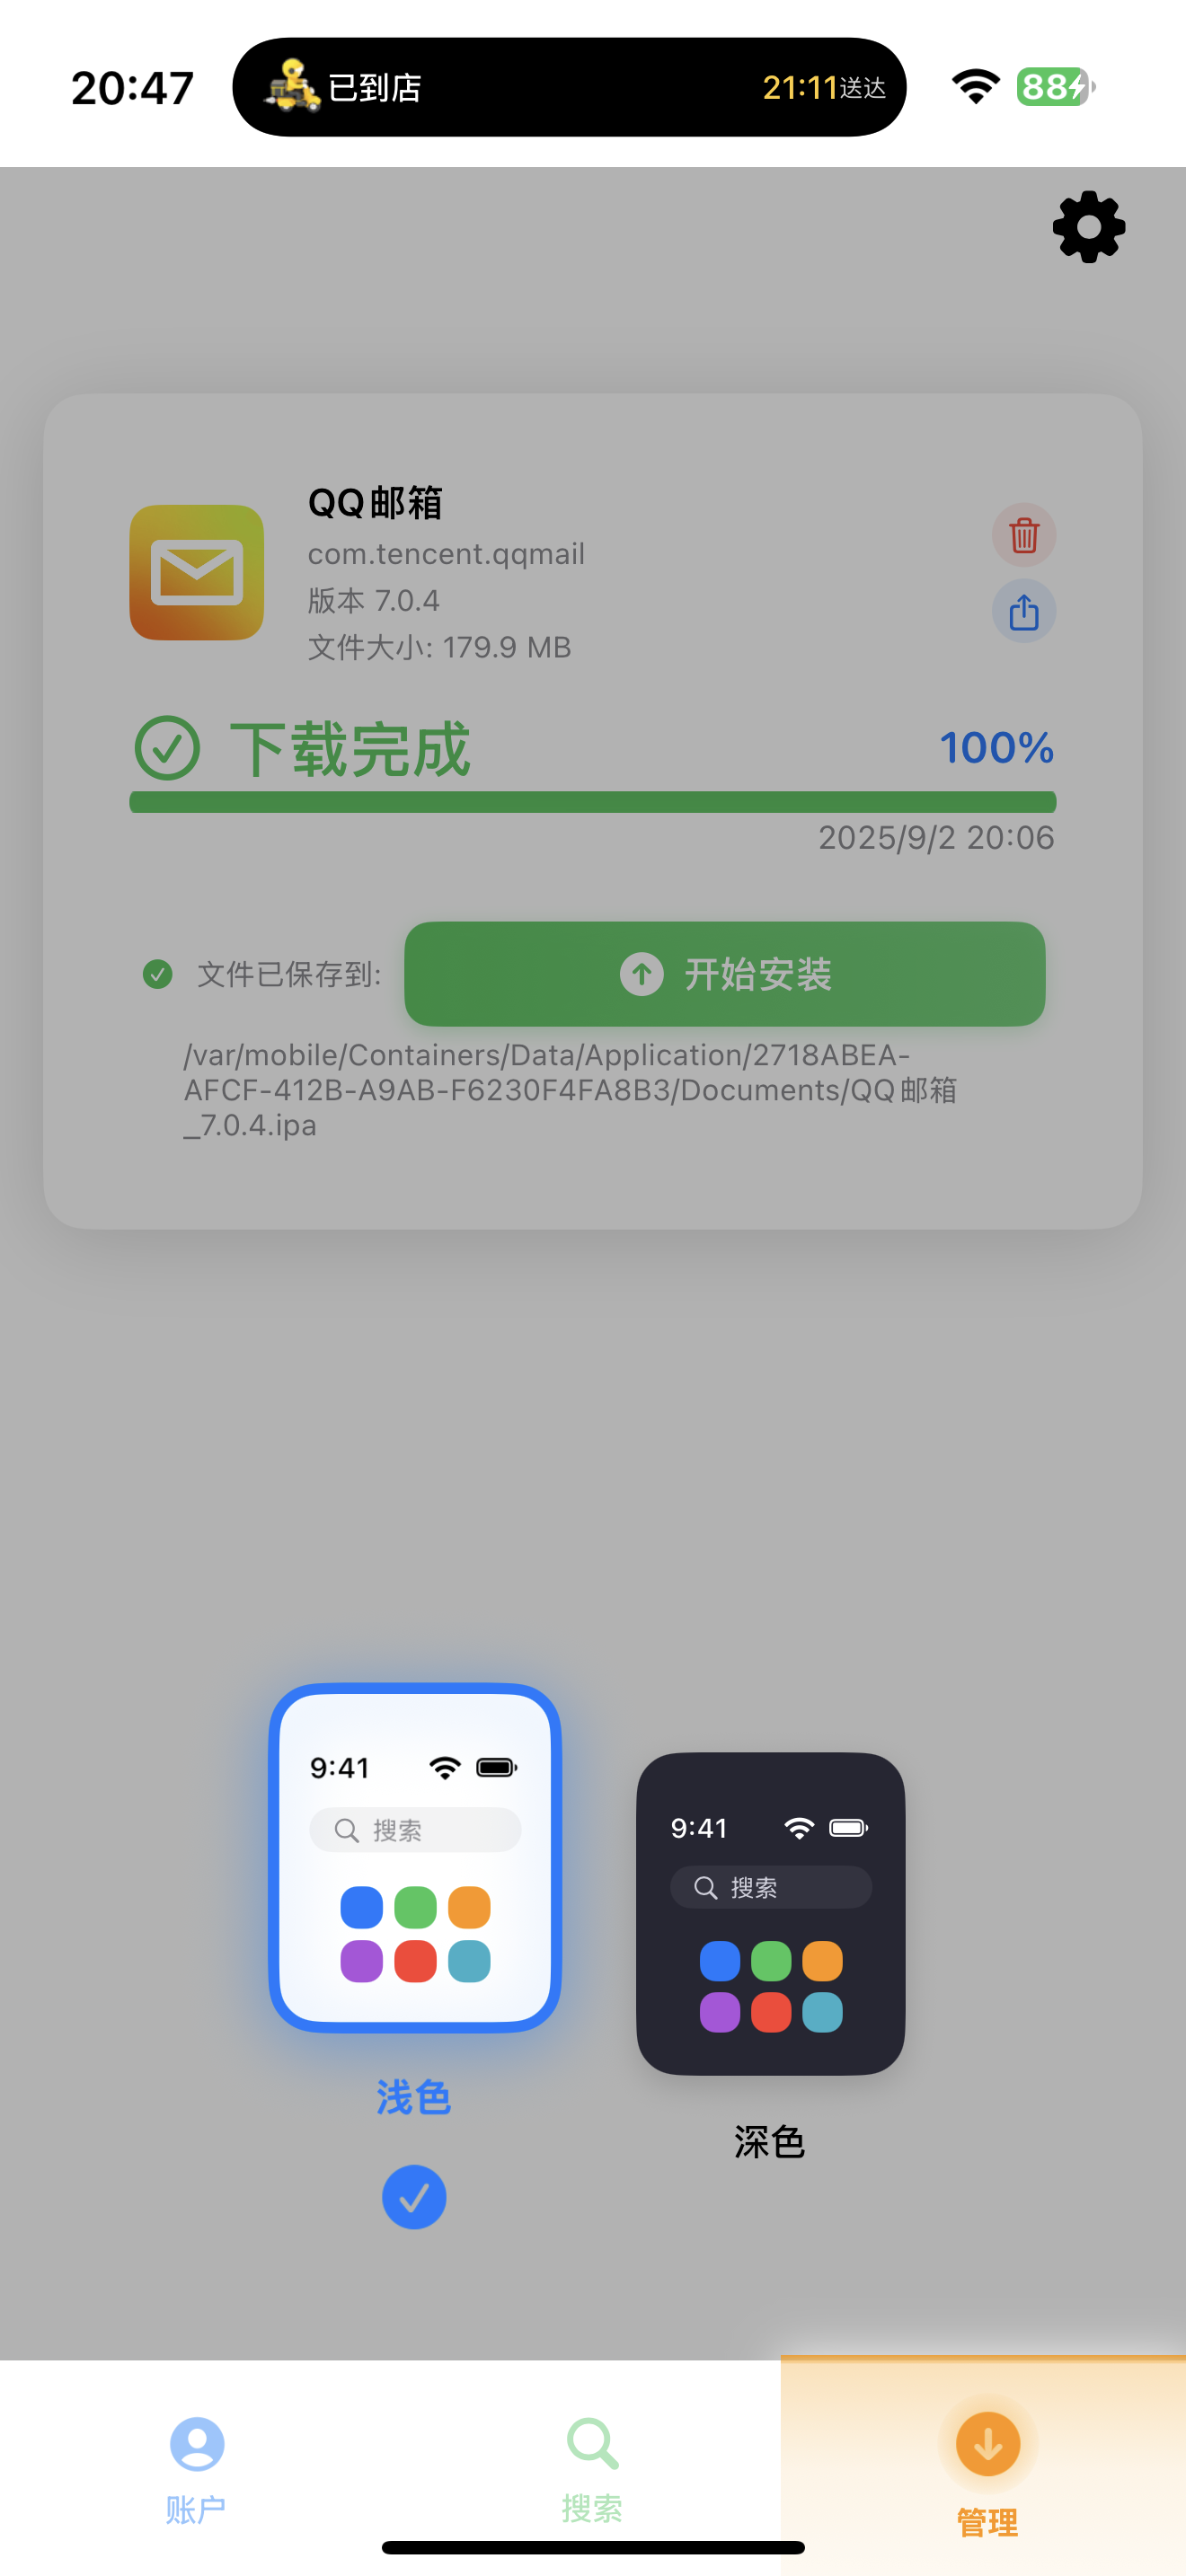 20:47
已到店
21:11送达
88
QQ邮箱
com.tencent.qqmail
版本 7.0.4
文件大小: 179.9 MB
下载完成
100%
2025/9/2 20:06
文件已保存到:
开始安装
/var/mobile/Containers/Data/Application/2718ABEA-
AFCF-412B-A9AB-F6230F4FA8B3/Documents/QQ邮箱
_7.0.4.ipa
9:41
搜索
浅色
9:41
搜索
深色
账户
搜索
管理